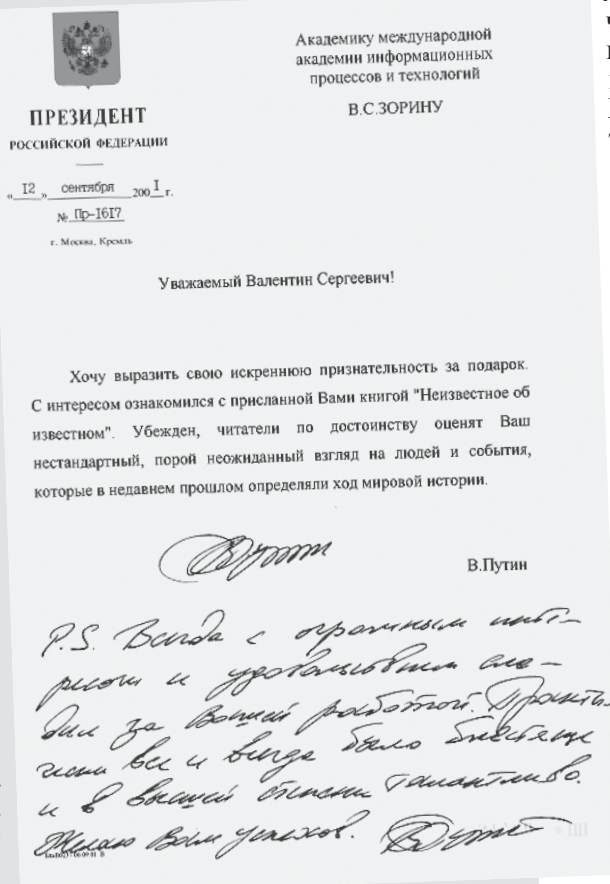 Академику международной
академии информационных
процессов и технологий
В.С.ЗОРИНУ
ПРЕЗИДЕНТ
РОССИЙСКОЙ ФЕДЕРАЦИИ
„ 12 „ сентября 2001 г.
№ Пр-1617
г. Москва, Кремль
Уважаемый Валентин Сергеевич!
Хочу выразить свою искреннюю признательность за подарок.
С интересом ознакомился с присланной Вами книгой "Неизвестное об
известном". Убежден, читатели по достоинству оценят Ваш
нестандартный, порой неожиданный взгляд на людей и события,
которые в недавнем прошлом определяли ход мировой истории.
В.Путин
P.S. Всегда с огромным инте-
ресом и удовольствием сле-
дил за Вашей работой. Практи
чески все и всегда было блестяще
и в высшей степени талантливо.
Желаю Вам успехов.